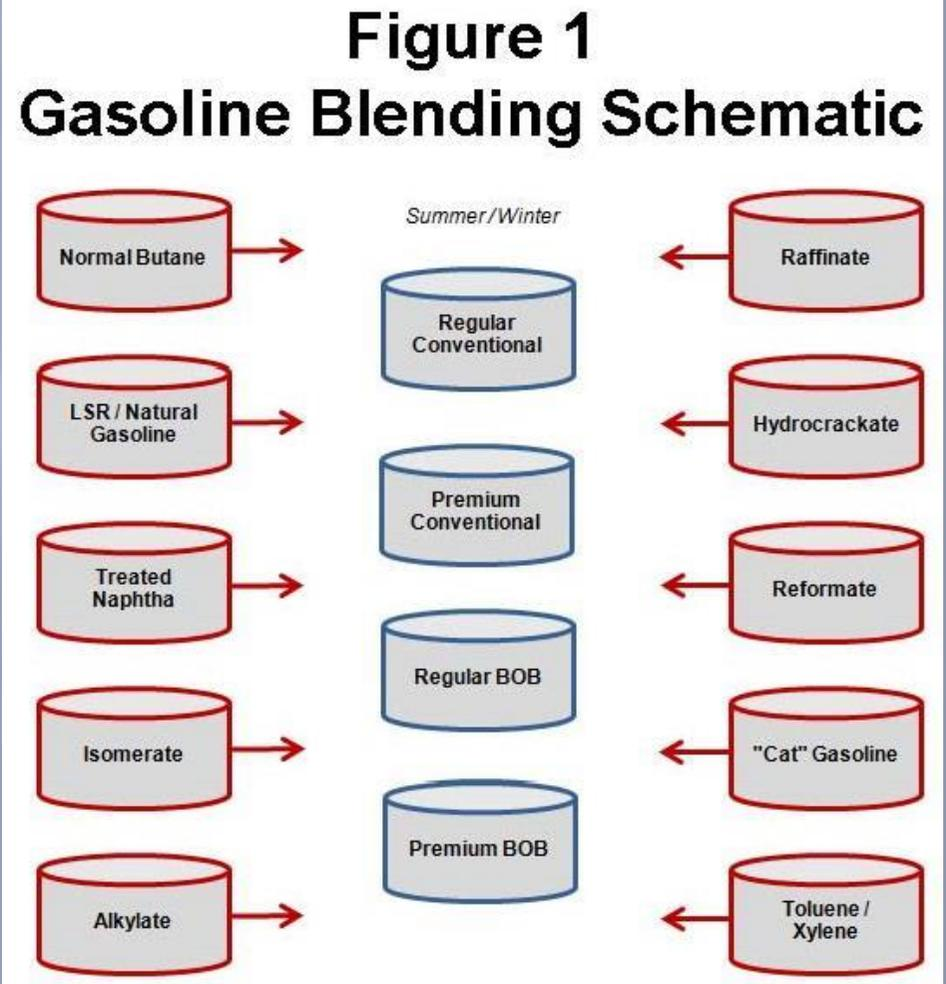 Figure 1
Gasoline Blending Schematic
Summer/Winter
Normal Butane
LSR / Natural
Gasoline
Treated
Naphtha
Isomerate
Alkylate
Regular
Conventional
Premium
Conventional
Regular BOB
Premium BOB
Raffinate
Hydrocrackate
Reformate
"Cat" Gasoline
Toluene /
Xylene